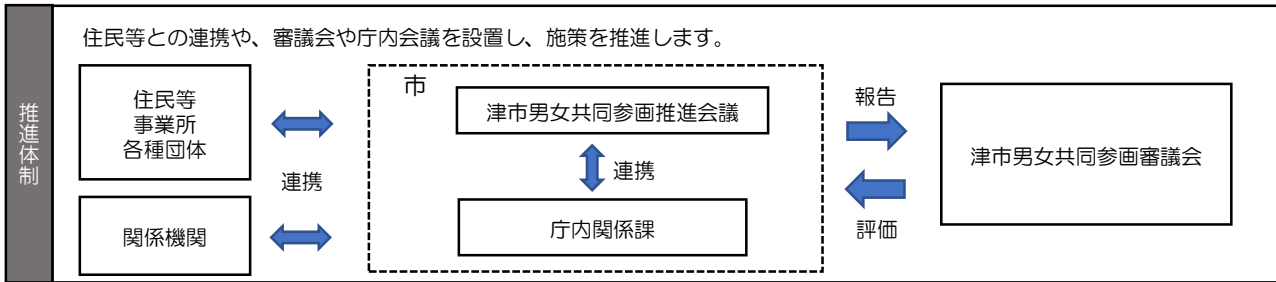 推進体制
住民等との連携や、審議会や庁内会議を設置し、施策を推進します。
住民等
事業所
各種団体
関係機関
連携
市
津市男女共同参画推進会議
連携
庁内関係課
報告
評価
津市男女共同参画審議会